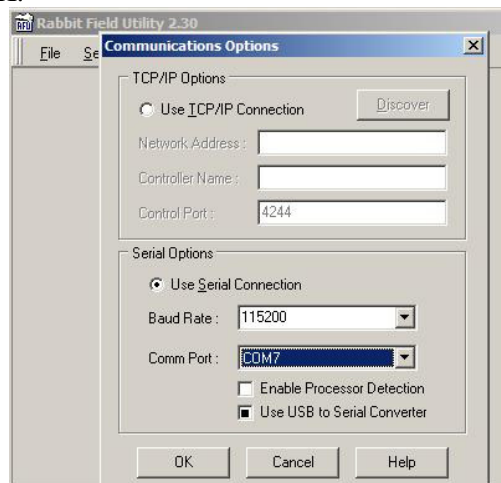 Rabbit Field Utility 2.30
File Se
Communications Options
TCP/IP Options
Use TCP/IP Connection Discover
Network Address :
Controller Name :
Control Port : 4244
Serial Options
Use Serial Connection
Baud Rate : 115200
Comm Port : COM7
Enable Processor Detection
Use USB to Serial Converter
OK Cancel Help